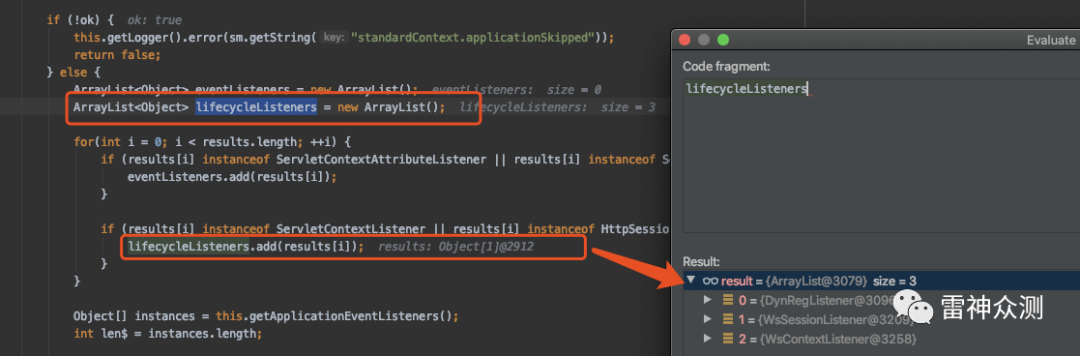 if (!ok) { ok: true
this.getLogger().error(sm.getString( key: "standardContext.applicationSkipped"));
return false;
} else {
ArrayList<Object> eventListeners = new ArrayList(); eventListeners: size = 0
ArrayList<Object> lifecycleListeners = new ArrayList(); lifecycleListeners: size = 3
for(int i = 0; i < results.length; ++i) {
if (results[i] instanceof ServletContextAttributeListener || results[i] instanceof Se
eventListeners.add(results[i]);
}
if (results[i] instanceof ServletContextListener || results[i] instanceof HttpSession
lifecycleListeners.add(results[i]); results: Object[1]@2912
}
}
Object[] instances = this.getApplicationEventListeners();
int len$ = instances.length;
Evaluate
Code fragment:
lifecycleListeners
Result:
result = {ArrayList@3079} size = 3
0 = {DynRegListener@3096
1 = {WsSessionListener@3209}
2 = {WsContextListener@3258}
雷神众测